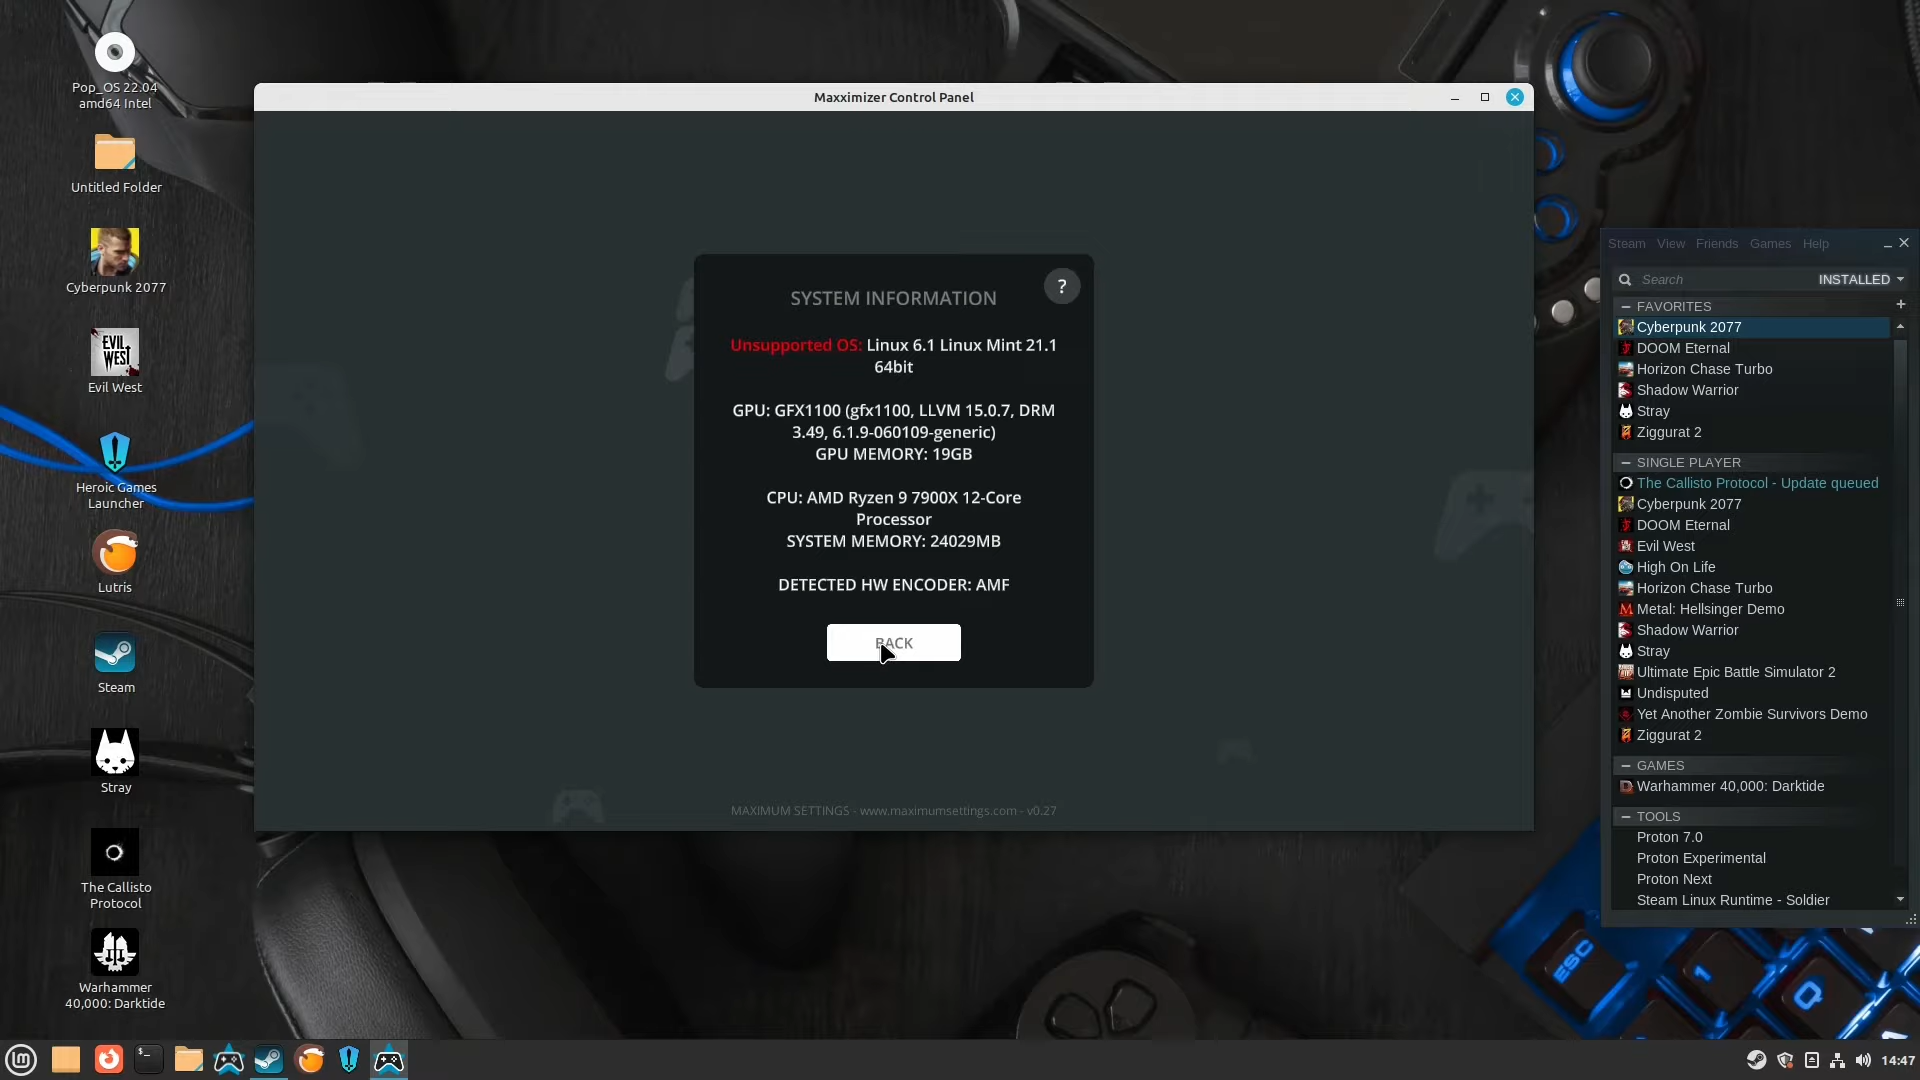 Pop_OS 22.04
amd64 Intel
Untitled Folder
Cyberpunk 2077
EVIL
WEST
Evil West
Heroic Games
Launcher
Lutris
Steam
Stray
The Callisto
Protocol
Warhammer
40,000: Darktide
Maxximizer Control Panel
SYSTEM INFORMATION
?
Unsupported OS: Linux 6.1 Linux Mint 21.1
64bit
GPU: GFX1100 (gfx1100, LLVM 15.0.7, DRM
3.49, 6.1.9-060109-generic)
GPU MEMORY: 19GB
CPU: AMD Ryzen 9 7900X 12-Core
Processor
SYSTEM MEMORY: 24029MB
DETECTED HW ENCODER: AMF
BACK
MAXIMUM SETTINGS - www.maximumsettings.com - v0.27
Steam View Friends Games Help
Search INSTALLED
FAVORITES
Cyberpunk 2077
DOOM Eternal
Horizon Chase Turbo
Shadow Warrior
Stray
Ziggurat 2
SINGLE PLAYER
The Callisto Protocol - Update queued
Cyberpunk 2077
DOOM Eternal
Evil West
High On Life
Horizon Chase Turbo
Metal: Hellsinger Demo
Shadow Warrior
Stray
Ultimate Epic Battle Simulator 2
Undisputed
Yet Another Zombie Survivors Demo
Ziggurat 2
GAMES
Warhammer 40,000: Darktide
TOOLS
Proton 7.0
Proton Experimental
Proton Next
Steam Linux Runtime - Soldier
ESC
1
Q
14:47